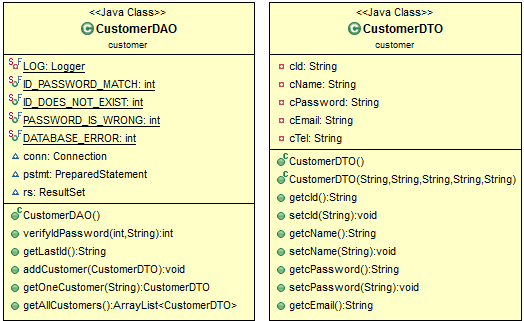 <<Java Class>>
CustomerDAO
customer
LOG: Logger
ID_PASSWORD_MATCH: int
ID_DOES_NOT_EXIST: int
PASSWORD_IS_WRONG: int
DATABASE_ERROR: int
conn: Connection
pstmt: PreparedStatement
rs: ResultSet
CustomerDAO()
verifyIdPassword(int,String):int
getLastId():String
addCustomer(CustomerDTO):void
getOneCustomer(String):CustomerDTO
getAllCustomers():ArrayList<CustomerDTO>
<<Java Class>>
CustomerDTO
customer
cId: String
cName: String
cPassword: String
cEmail: String
cTel: String
CustomerDTO()
CustomerDTO(String,String,String,String,String)
getcId():String
setcId(String):void
getcName():String
setcName(String):void
getcPassword():String
setcPassword(String):void
getcEmail():String